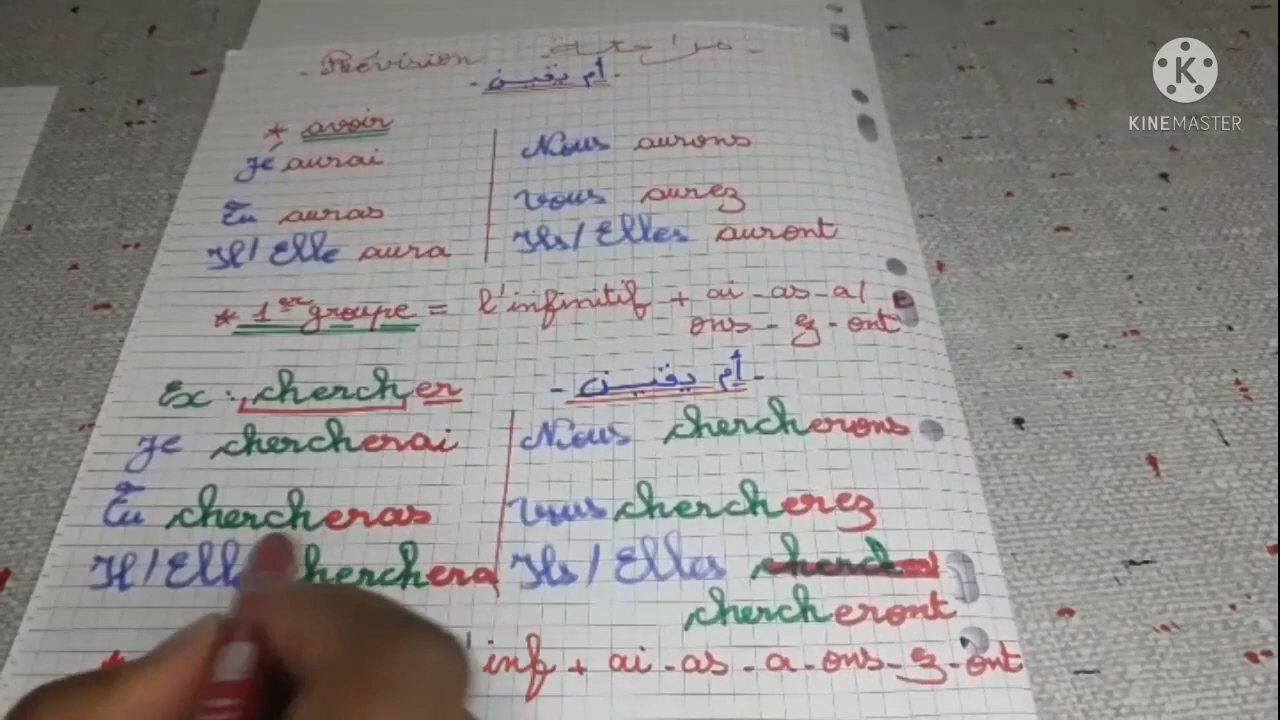 - Révision مراجعة -
- أم يقين -
* avoir
Je aurai
Tu auras
Il/Elle aura
Nous aurons
Vous aurez
Ils/Elles auront
* 1er groupe = l'infinitif + ai - as - a /
ons - ez - ont
Ex: chercher
- أم يقين -
Je chercherai
Tu chercheras
Il/Elle cherchera
Nous chercherons
Vous chercherez
Ils/Elles
chercheront
inf + ai - as - a - ons - ez - ont
K
KINEMASTER